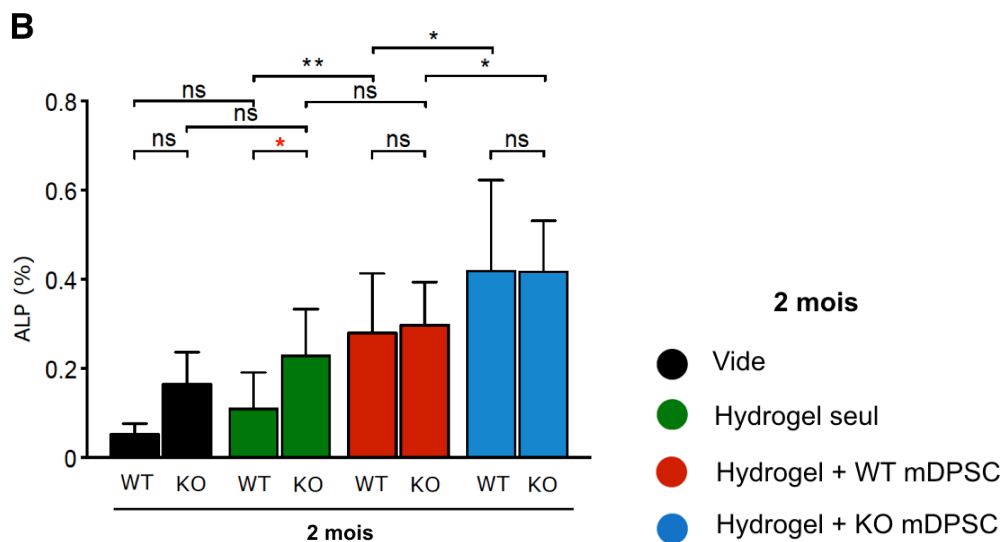 B
*
** *
ns ns
ns
ns * ns ns
0.8
0.6
0.4
0.2
0
ALP (%)
WT KO WT KO WT KO WT KO
2 mois
2 mois
Vide
Hydrogel seul
Hydrogel + WT mDPSC
Hydrogel + KO mDPSC